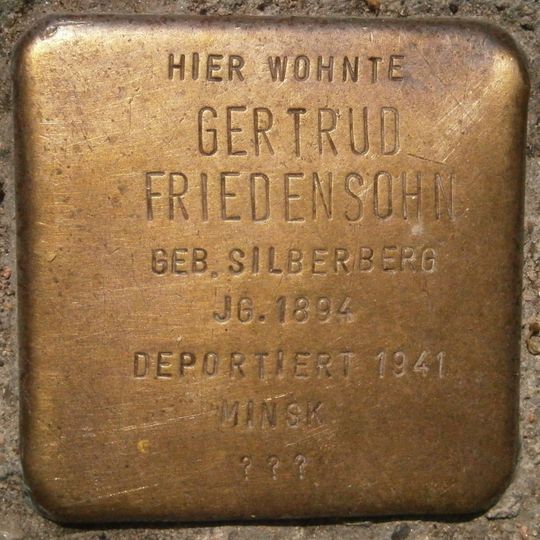 HIER WOHNTE
GERTRUD
FRIEDENSOHN
GEB. SILBERBERG
JG. 1894
DEPORTIERT 1941
MINSK
???